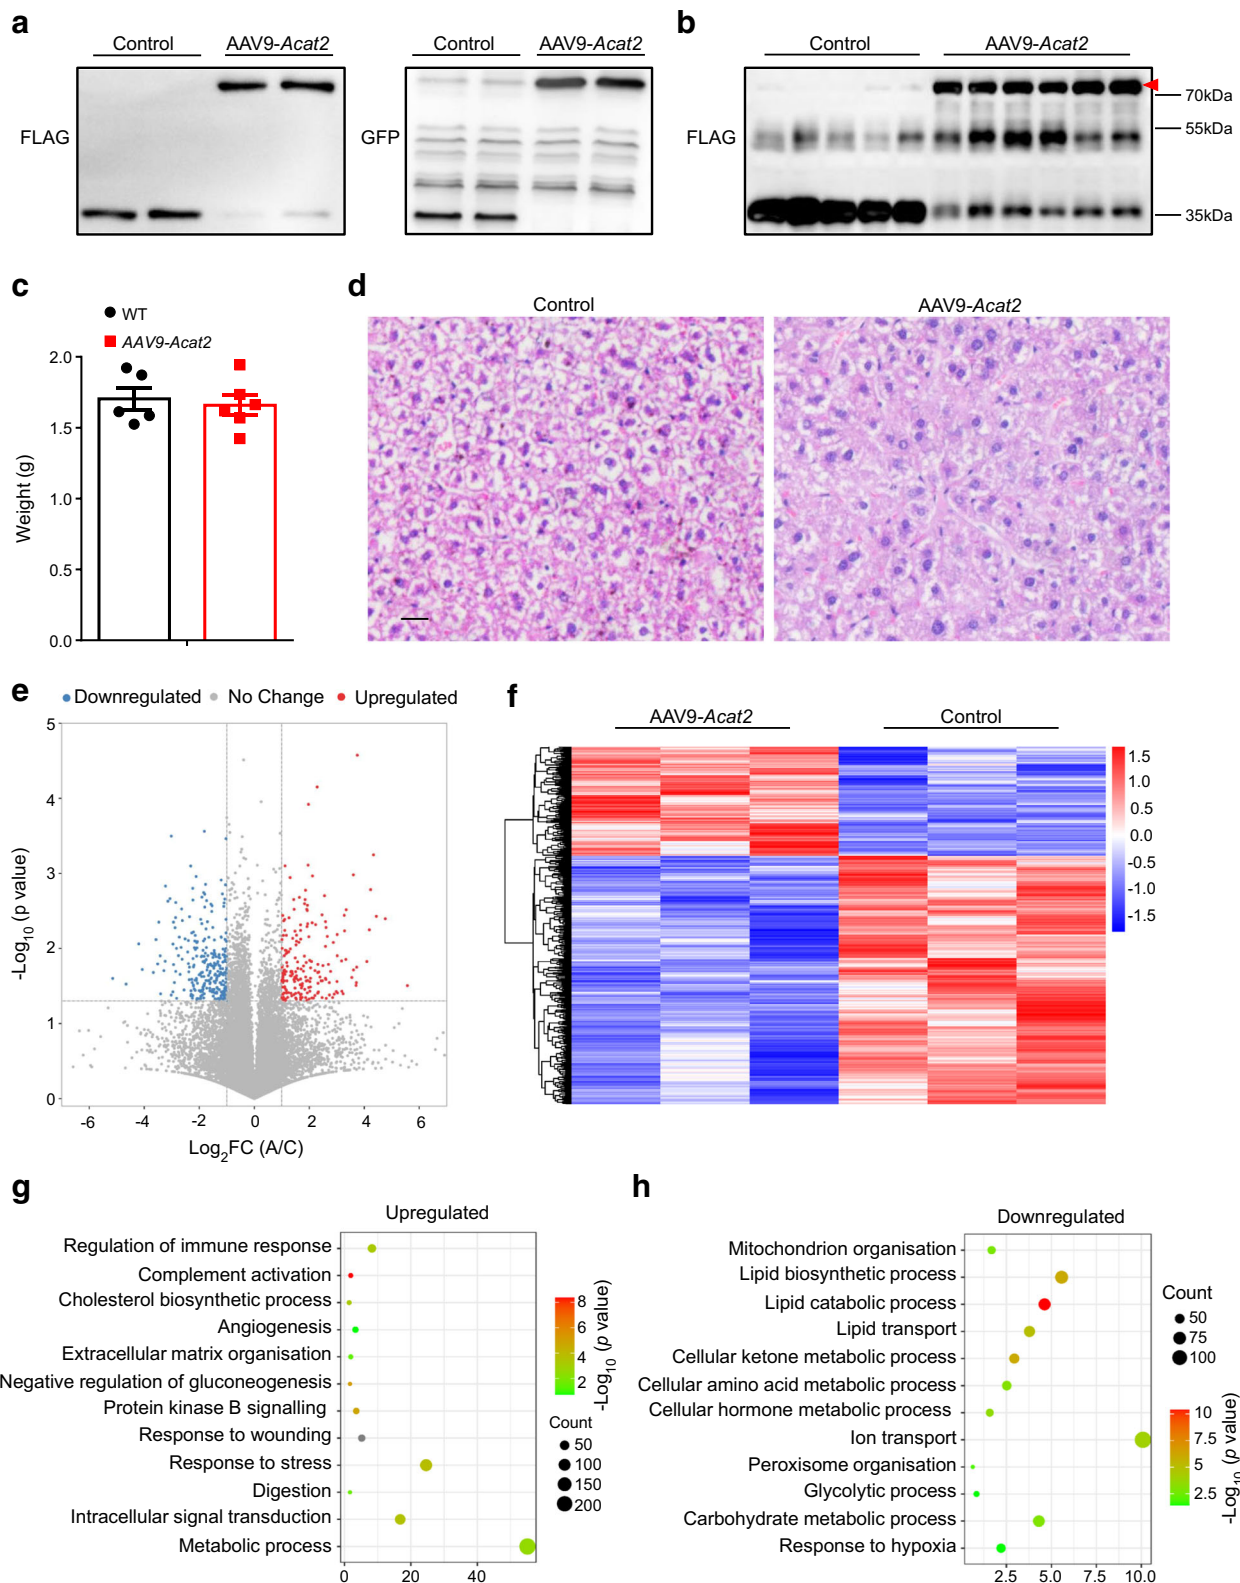 a
Control
AAV9-Acat2
Control
AAV9-Acat2
FLAG
GFP
b
Control
AAV9-Acat2
FLAG
70kDa
55kDa
35kDa
c
WT
AAV9-Acat2
2.0
1.5
1.0
0.5
0.0
Weight (g)
d
Control
AAV9-Acat2
e
Downregulated
No Change
Upregulated
5
4
3
2
1
0
-Log10 (p value)
-6
-4
-2
0
2
4
6
Log2FC (A/C)
f
AAV9-Acat2
Control
1.5
1.0
0.5
0.0
-0.5
-1.0
-1.5
g
Upregulated
Regulation of immune response
Complement activation
Cholesterol biosynthetic process
Angiogenesis
Extracellular matrix organisation
Negative regulation of gluconeogenesis
Protein kinase B signalling
Response to wounding
Response to stress
Digestion
Intracellular signal transduction
Metabolic process
0
20
40
8
6
4
2
-Log10 (p value)
Count
50
100
150
200
h
Downregulated
Mitochondrion organisation
Lipid biosynthetic process
Lipid catabolic process
Lipid transport
Cellular ketone metabolic process
Cellular amino acid metabolic process
Cellular hormone metabolic process
Ion transport
Peroxisome organisation
Glycolytic process
Carbohydrate metabolic process
Response to hypoxia
2.5
5.0
7.5
10.0
Count
50
75
100
10
7.5
5
2.5
-Log10 (p value)